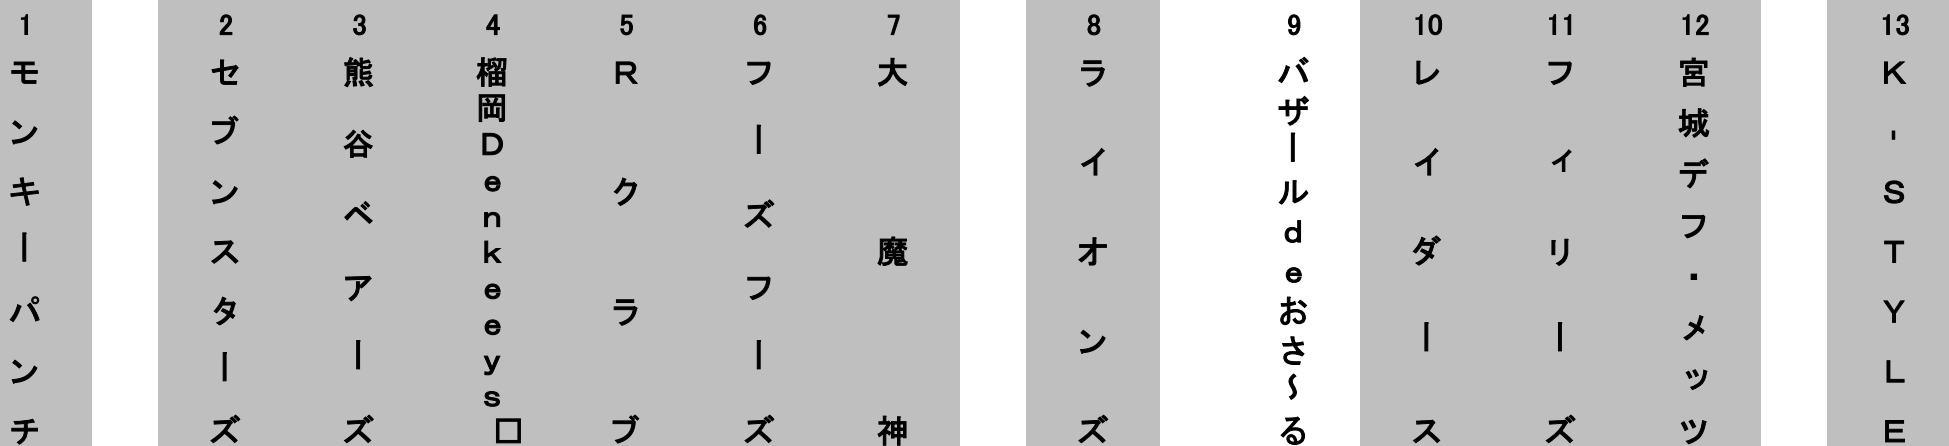 1 モンキーパンチ
2 セブンスターズ
3 熊谷ベアーズ
4 榴岡Ｄｅｎｋｅｅｙｓ□
5 Ｒクラブ
6 フーズフーズ
7 大魔神
8 ライオンズ
9 バザールｄｅおさ～る
10 レイダース
11 フィリーズ
12 宮城デフ・メッツ
13 Ｋ-ＳＴＹＬＥ